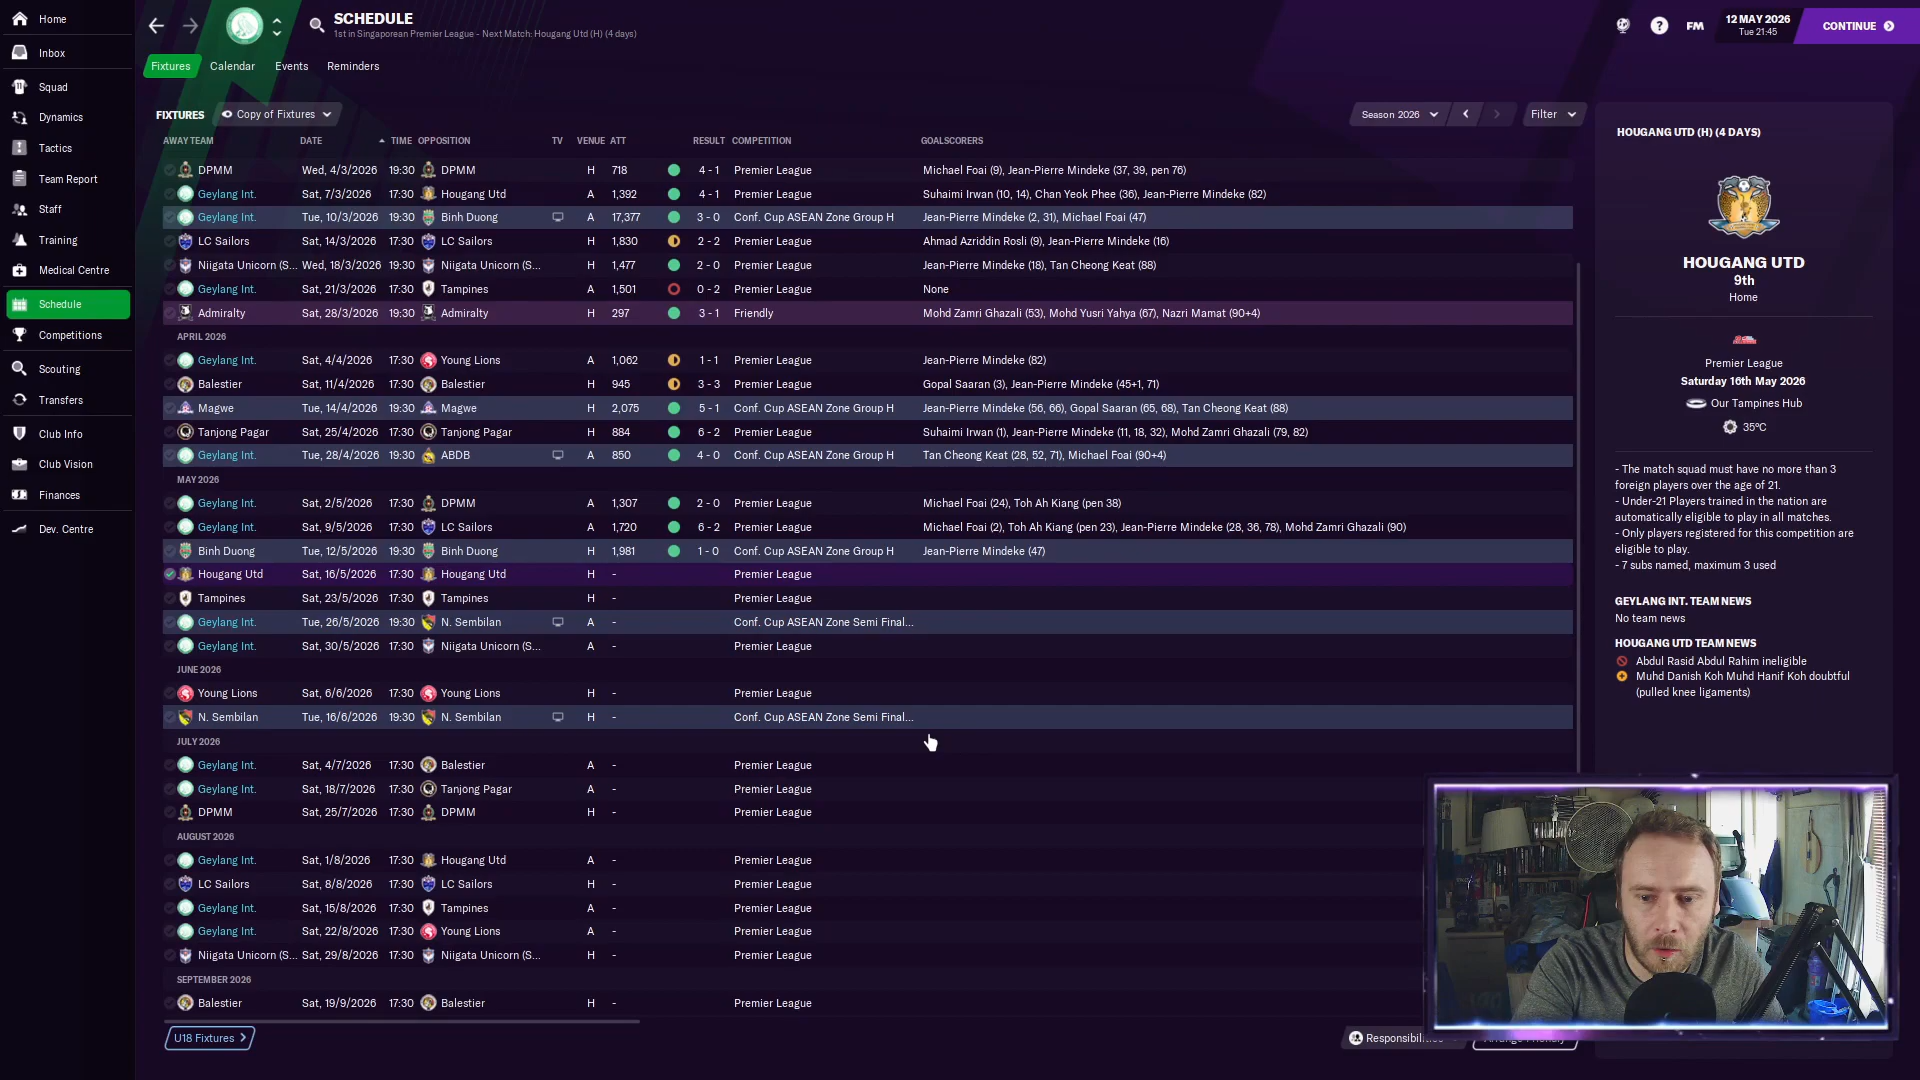 Home
Inbox
Squad
Dynamics
Tactics
Team Report
Staff
Training
Medical Centre
Schedule
Competitions
Scouting
Transfers
Club Info
Club Vision
Finances
Dev. Centre
SCHEDULE
1st in Singaporean Premier League - Next Match: Hougang Utd (H) (4 days)
FM
12 MAY 2026
Tue 21:45
CONTINUE
Fixtures Calendar Events Reminders
FIXTURES Copy of Fixtures Season 2026 Filter
AWAY TEAM DATE TIME OPPOSITION TV VENUE ATT RESULT COMPETITION GOALSCORERS
DPMM Wed, 4/3/2026 19:30 DPMM H 718 4 - 1 Premier League Michael Foai (9), Jean-Pierre Mindeke (37, 39, pen 76)
Geylang Int. Sat, 7/3/2026 17:30 Hougang Utd A 1,392 4 - 1 Premier League Suhaimi Irwan (10, 14), Chan Yeok Phee (36), Jean-Pierre Mindeke (82)
Geylang Int. Tue, 10/3/2026 19:30 Binh Duong A 17,377 3 - 0 Conf. Cup ASEAN Zone Group H Jean-Pierre Mindeke (2, 31), Michael Foai (47)
LC Sailors Sat, 14/3/2026 17:30 LC Sailors H 1,830 2 - 2 Premier League Ahmad Azriddin Rosli (9), Jean-Pierre Mindeke (16)
Niigata Unicorn (S... Wed, 18/3/2026 19:30 Niigata Unicorn (S... H 1,477 2 - 0 Premier League Jean-Pierre Mindeke (18), Tan Cheong Keat (88)
Geylang Int. Sat, 21/3/2026 17:30 Tampines A 1,501 0 - 2 Premier League None
Admiralty Sat, 28/3/2026 19:30 Admiralty H 297 3 - 1 Friendly Mohd Zamri Ghazali (53), Mohd Yusri Yahya (67), Nazri Mamat (90+4)
APRIL 2026
Geylang Int. Sat, 4/4/2026 17:30 Young Lions A 1,062 1 - 1 Premier League Jean-Pierre Mindeke (82)
Balestier Sat, 11/4/2026 17:30 Balestier H 945 3 - 3 Premier League Gopal Saaran (3), Jean-Pierre Mindeke (45+1, 71)
Magwe Tue, 14/4/2026 19:30 Magwe H 2,075 5 - 1 Conf. Cup ASEAN Zone Group H Jean-Pierre Mindeke (56, 66), Gopal Saaran (65, 68), Tan Cheong Keat (88)
Tanjong Pagar Sat, 25/4/2026 17:30 Tanjong Pagar H 884 6 - 2 Premier League Suhaimi Irwan (1), Jean-Pierre Mindeke (11, 18, 32), Mohd Zamri Ghazali (79, 82)
Geylang Int. Tue, 28/4/2026 19:30 ABDB A 850 4 - 0 Conf. Cup ASEAN Zone Group H Tan Cheong Keat (28, 52, 71), Michael Foai (90+4)
MAY 2026
Geylang Int. Sat, 2/5/2026 17:30 DPMM A 1,307 2 - 0 Premier League Michael Foai (24), Toh Ah Kiang (pen 38)
Geylang Int. Sat, 9/5/2026 17:30 LC Sailors A 1,720 6 - 2 Premier League Michael Foai (2), Toh Ah Kiang (pen 23), Jean-Pierre Mindeke (28, 36, 78), Mohd Zamri Ghazali (90)
Binh Duong Tue, 12/5/2026 19:30 Binh Duong H 1,981 1 - 0 Conf. Cup ASEAN Zone Group H Jean-Pierre Mindeke (47)
Hougang Utd Sat, 16/5/2026 17:30 Hougang Utd H - Premier League
Tampines Sat, 23/5/2026 17:30 Tampines H - Premier League
Geylang Int. Tue, 26/5/2026 19:30 N. Sembilan A - Conf. Cup ASEAN Zone Semi Final...
Geylang Int. Sat, 30/5/2026 17:30 Niigata Unicorn (S... A - Premier League
JUNE 2026
Young Lions Sat, 6/6/2026 17:30 Young Lions H - Premier League
N. Sembilan Tue, 16/6/2026 19:30 N. Sembilan H - Conf. Cup ASEAN Zone Semi Final...
JULY 2026
Geylang Int. Sat, 4/7/2026 17:30 Balestier A - Premier League
Geylang Int. Sat, 18/7/2026 17:30 Tanjong Pagar A - Premier League
DPMM Sat, 25/7/2026 17:30 DPMM H - Premier League
AUGUST 2026
Geylang Int. Sat, 1/8/2026 17:30 Hougang Utd A - Premier League
LC Sailors Sat, 8/8/2026 17:30 LC Sailors H - Premier League
Geylang Int. Sat, 15/8/2026 17:30 Tampines A - Premier League
Geylang Int. Sat, 22/8/2026 17:30 Young Lions A - Premier League
Niigata Unicorn (S... Sat, 29/8/2026 17:30 Niigata Unicorn (S... H - Premier League
SEPTEMBER 2026
Balestier Sat, 19/9/2026 17:30 Balestier H - Premier League
U18 Fixtures
HOUGANG UTD (H) (4 DAYS)
HOUGANG UTD
9th
Home
Premier League
Saturday 16th May 2026
Our Tampines Hub
35°C
- The match squad must have no more than 3
foreign players over the age of 21.
- Under-21 Players trained in the nation are
automatically eligible to play in all matches.
- Only players registered for this competition are
eligible to play.
- 7 subs named, maximum 3 used
GEYLANG INT. TEAM NEWS
No team news
HOUGANG UTD TEAM NEWS
Abdul Rasid Abdul Rahim ineligible
Muhd Danish Koh Muhd Hanif Koh doubtful
(pulled knee ligaments)